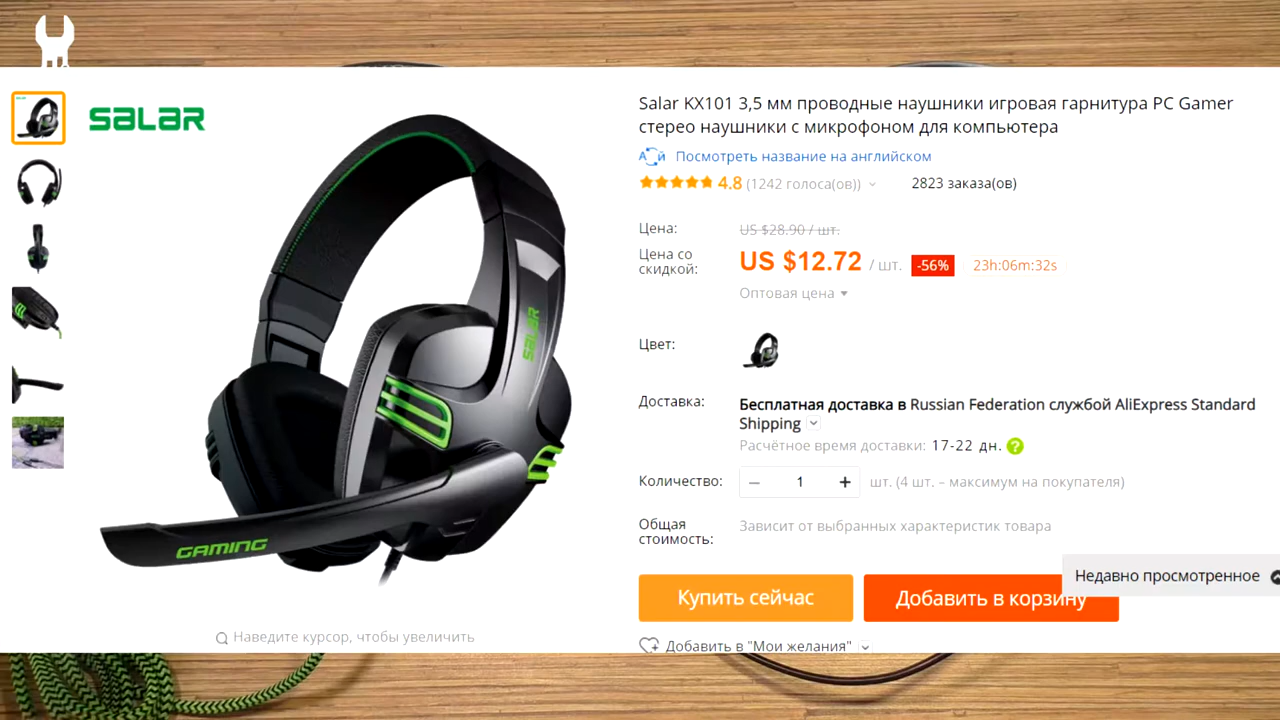 SALAR
SALAR
GAMING
Наведите курсор, чтобы увеличить
Salar KX101 3,5 мм проводные наушники игровая гарнитура PC Gamer
стерео наушники с микрофоном для компьютера
Посмотреть название на английском
4.8 (1242 голоса(ов)) 2823 заказа(ов)
Цена: US $28.90 / шт.
Цена со
скидкой: US $12.72 / шт. -56% 23h:06m:32s
Оптовая цена
Цвет:
Доставка: Бесплатная доставка в Russian Federation службой AliExpress Standard
Shipping
Расчётное время доставки: 17-22 дн. ?
Количество: − 1 + шт. (4 шт. – максимум на покупателя)
Общая
стоимость: Зависит от выбранных характеристик товара
Недавно просмотренное
Купить сейчас Добавить в корзину
Добавить в "Мои желания"